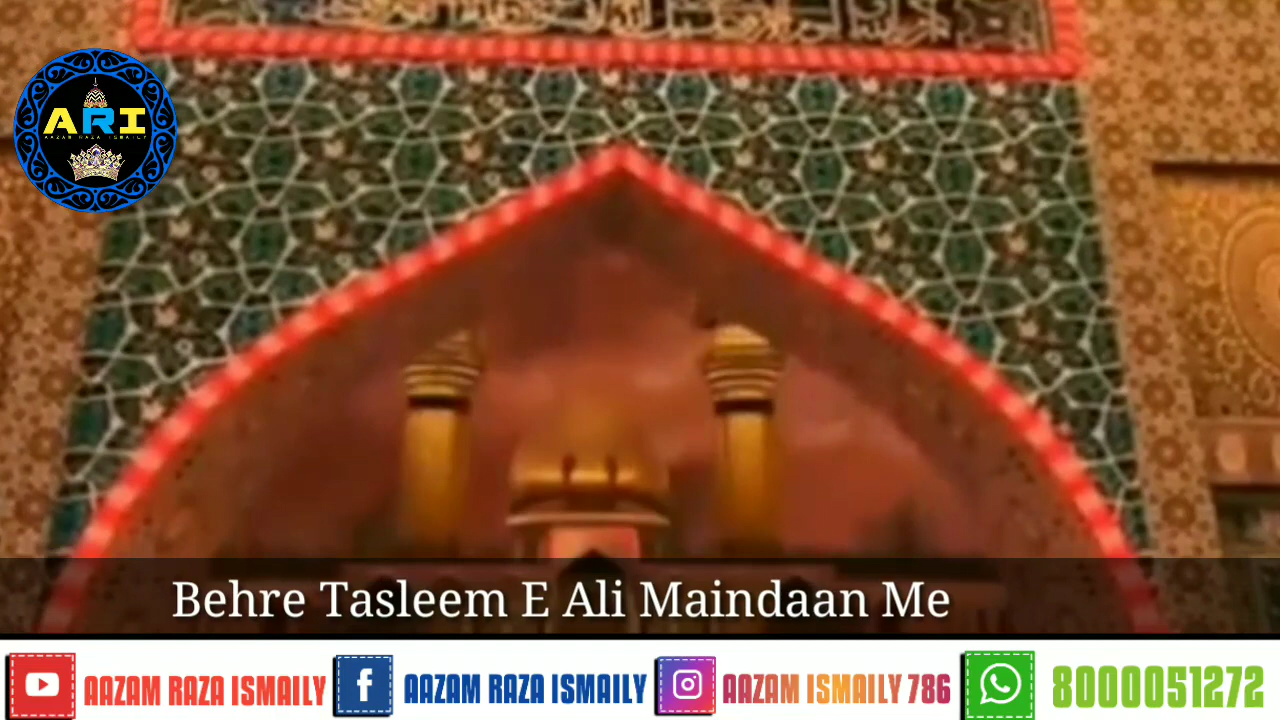 ARI
AAZAM RAZA ISMAILY
Behre Tasleem E Ali Maindaan Me
AAZAM RAZA ISMAILY
AAZAM RAZA ISMAILY
AAZAM ISMAILY 786
8000051272